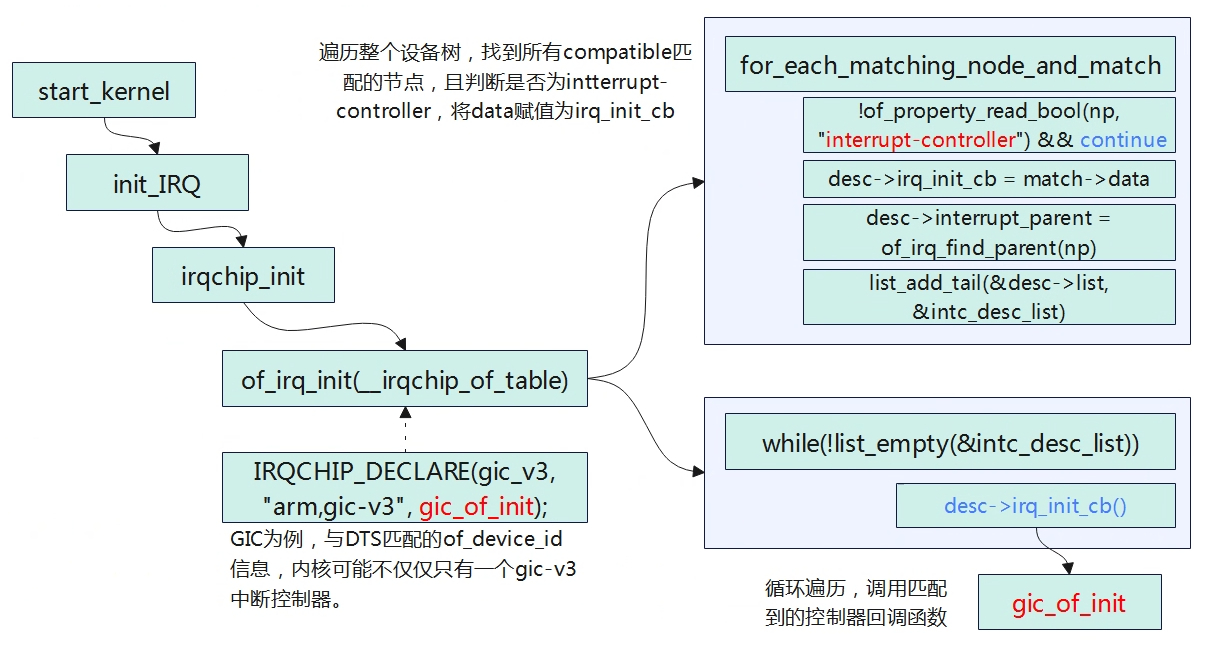 start_kernel
init_IRQ
irqchip_init
of_irq_init(__irqchip_of_table)
IRQCHIP_DECLARE(gic_v3,
"arm,gic-v3", gic_of_init);
GIC为例，与DTS匹配的of_device_id
信息，内核可能不仅仅只有一个gic-v3
中断控制器。
遍历整个设备树，找到所有compatible匹
配的节点，且判断是否为intterrupt-
controller，将data赋值为irq_init_cb
for_each_matching_node_and_match
!of_property_read_bool(np,
"interrupt-controller") && continue
desc->irq_init_cb = match->data
desc->interrupt_parent =
of_irq_find_parent(np)
list_add_tail(&desc->list,
&intc_desc_list)
while(!list_empty(&intc_desc_list))
desc->irq_init_cb()
循环遍历，调用匹配
到的控制器回调函数
gic_of_init